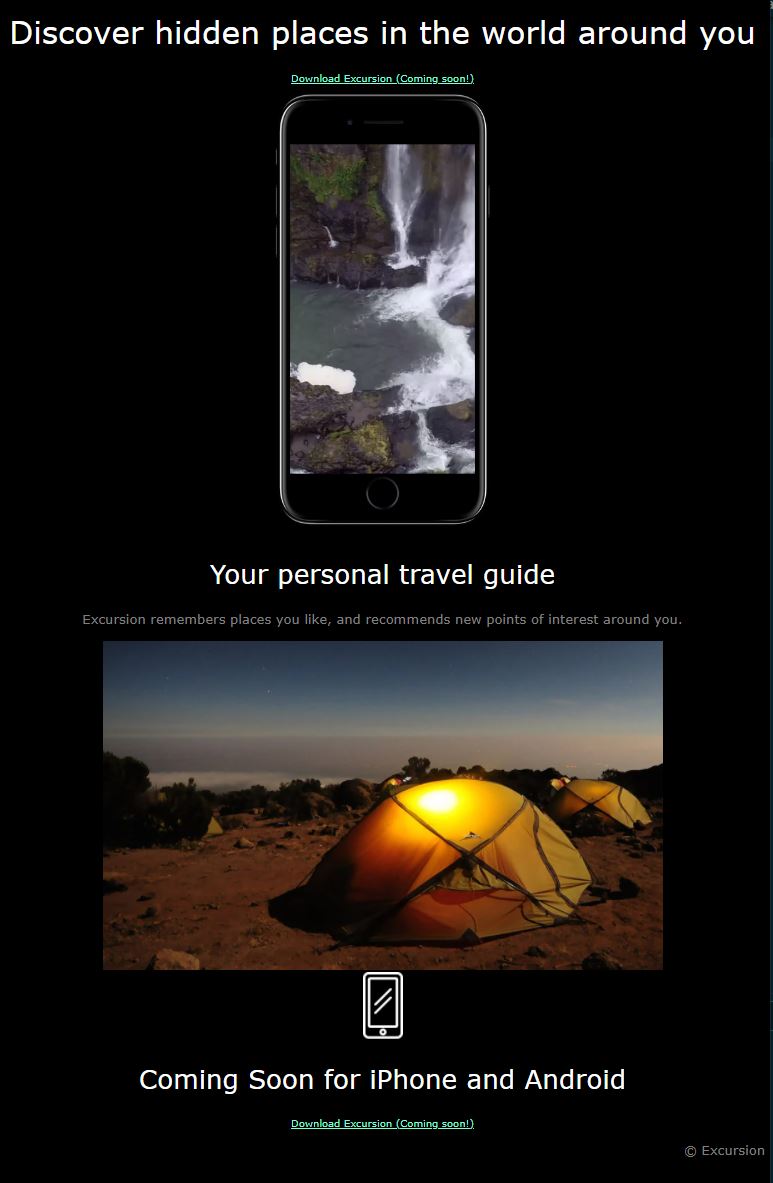 Discover hidden places in the world around you
Download Excursion (Coming soon!)
Your personal travel guide
Excursion remembers places you like, and recommends new points of interest around you.
Coming Soon for iPhone and Android
Download Excursion (Coming soon!)
© Excursion